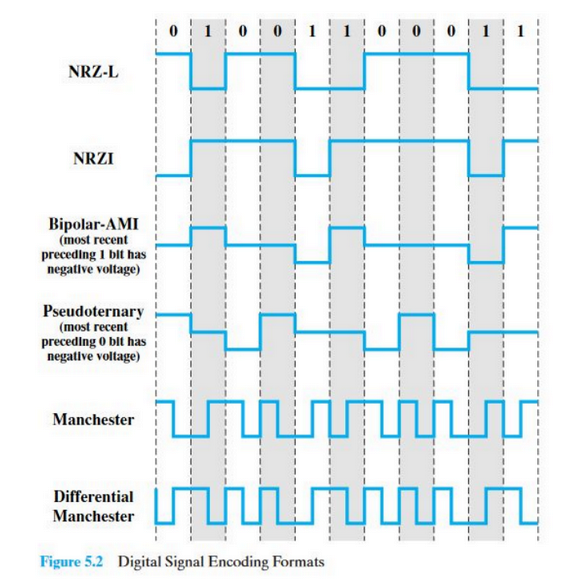 0 1 0 0 1 1 0 0 0 1 1
NRZ-L
NRZI
Bipolar-AMI
(most recent
preceding 1 bit has
negative voltage)
Pseudoternary
(most recent
preceding 0 bit has
negative voltage)
Manchester
Differential
Manchester
Figure 5.2 Digital Signal Encoding Formats